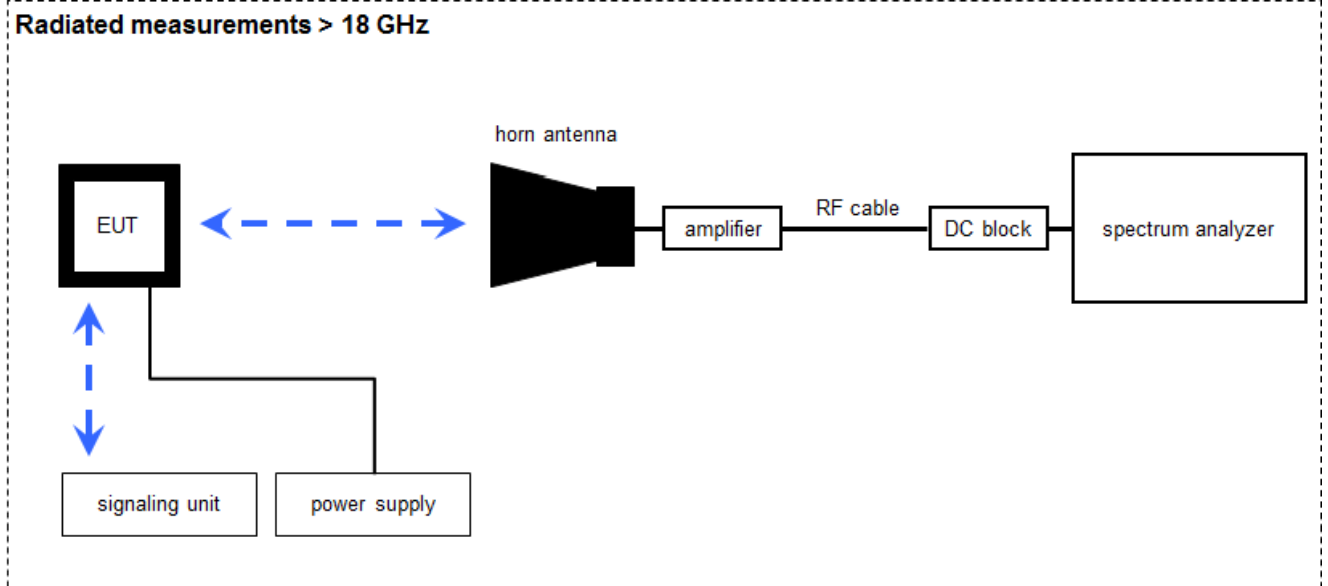 Radiated measurements > 18 GHz
horn antenna
EUT
amplifier
RF cable
DC block
spectrum analyzer
signaling unit
power supply